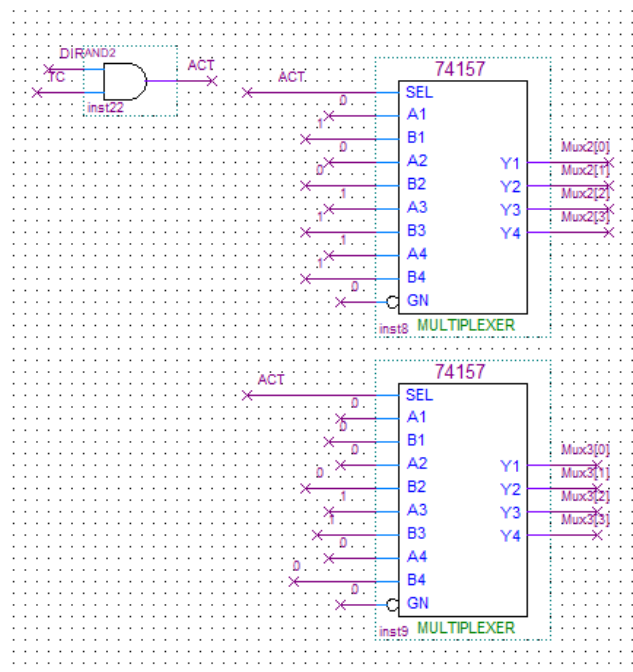 DIR AND2
TC
ACT
inst22
ACT
74157
SEL
0
A1
1
B1
0
A2
Y1
Mux2[0]
0
B2
Y2
Mux2[1]
1
A3
Y3
Mux2[2]
1
B3
Y4
Mux2[3]
1
A4
1
B4
0
GN
inst8 MULTIPLEXER
ACT
74157
SEL
0
A1
0
B1
0
A2
Y1
Mux3[0]
0
B2
Y2
Mux3[1]
1
A3
Y3
Mux3[2]
1
B3
Y4
Mux3[3]
0
A4
0
B4
0
GN
inst9 MULTIPLEXER